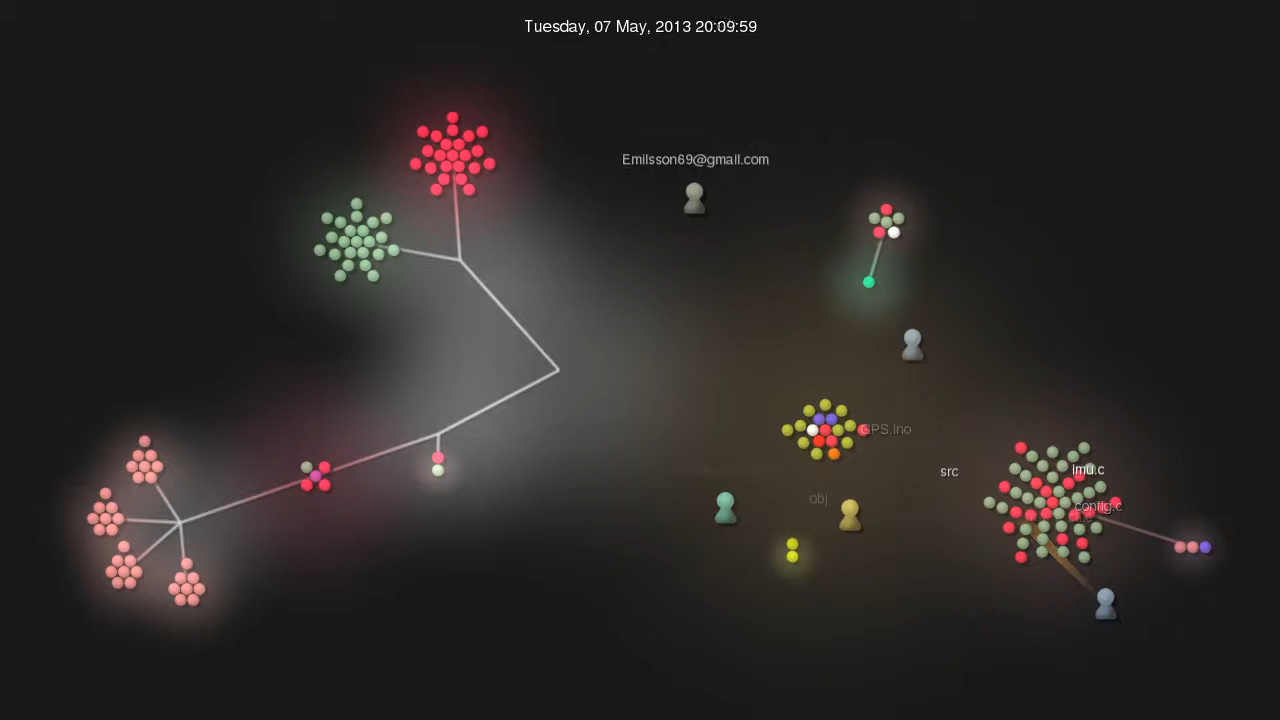 Tuesday, 07 May, 2013 20:09:59
Emilsson69@gmail.com
GPS.ino
src
imu.c
obj
config.c